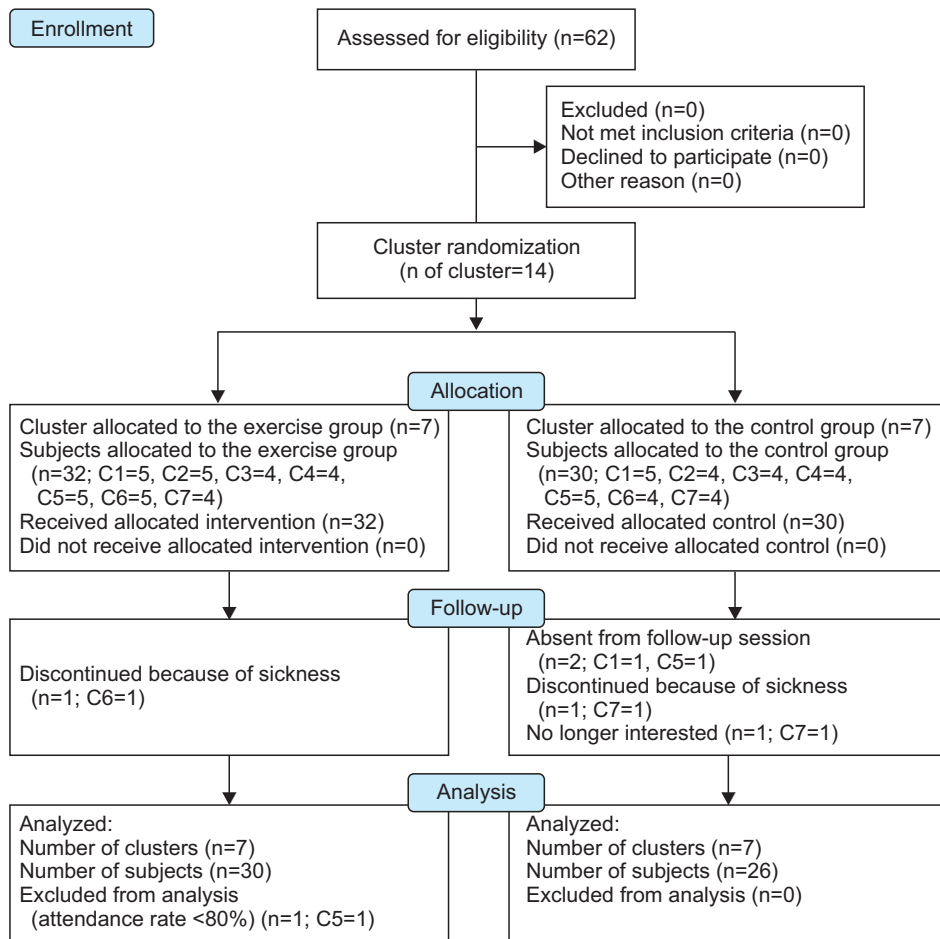 Enrollment
Assessed for eligibility (n=62)
Excluded (n=0)
Not met inclusion criteria (n=0)
Declined to participate (n=0)
Other reason (n=0)
Cluster randomization
(n of cluster=14)
Allocation
Cluster allocated to the exercise group (n=7)
Subjects allocated to the exercise group
(n=32; C1=5, C2=5, C3=4, C4=4,
C5=5, C6=5, C7=4)
Received allocated intervention (n=32)
Did not receive allocated intervention (n=0)
Cluster allocated to the control group (n=7)
Subjects allocated to the control group
(n=30; C1=5, C2=4, C3=4, C4=4,
C5=5, C6=4, C7=4)
Received allocated control (n=30)
Did not receive allocated control (n=0)
Follow-up
Discontinued because of sickness
(n=1; C6=1)
Absent from follow-up session
(n=2; C1=1, C5=1)
Discontinued because of sickness
(n=1; C7=1)
No longer interested (n=1; C7=1)
Analysis
Analyzed:
Number of clusters (n=7)
Number of subjects (n=30)
Excluded from analysis
(attendance rate <80%) (n=1; C5=1)
Analyzed:
Number of clusters (n=7)
Number of subjects (n=26)
Excluded from analysis (n=0)